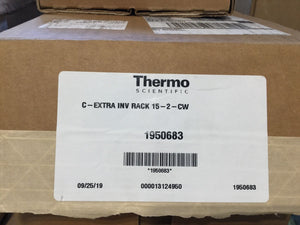 Thermo
SCIENTIFIC
C-EXTRA INV RACK 15-2-CW
1950683
*1950683*
09/25/19 000013124950 1950683